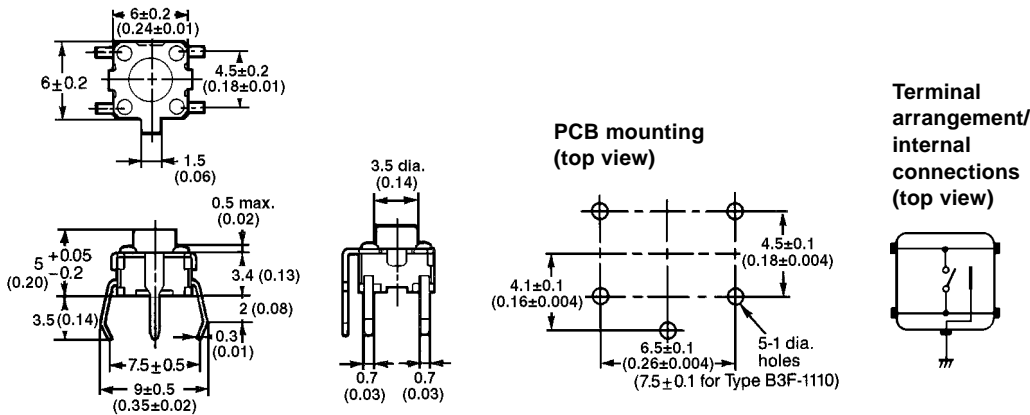 6±0.2
(0.24±0.01)
6±0.2
4.5±0.2
(0.18±0.01)
1.5
(0.06)
0.5 max.
(0.02)
5 +0.05
(0.20) −0.2
3.4 (0.13)
2 (0.08)
3.5 (0.14)
0.3
(0.01)
7.5±0.5
9±0.5
(0.35±0.02)
3.5 dia.
(0.14)
0.7
(0.03)
0.7
(0.03)
PCB mounting
(top view)
4.5±0.1
(0.18±0.004)
4.1±0.1
(0.16±0.004)
6.5±0.1
(0.26±0.004)
(7.5±0.1 for Type B3F-1110)
5-1 dia.
holes
Terminal
arrangement/
internal
connections
(top view)